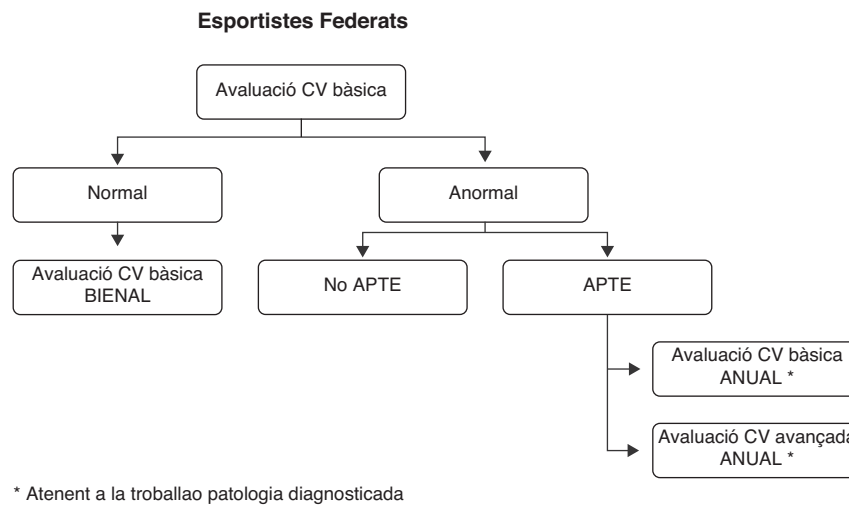 Esportistes Federats
Avaluació CV bàsica
Normal
Anormal
Avaluació CV bàsica
BIENAL
No APTE
APTE
Avaluació CV bàsica
ANUAL *
Avaluació CV avançada
ANUAL *
* Atenent a la troballao patologia diagnosticada